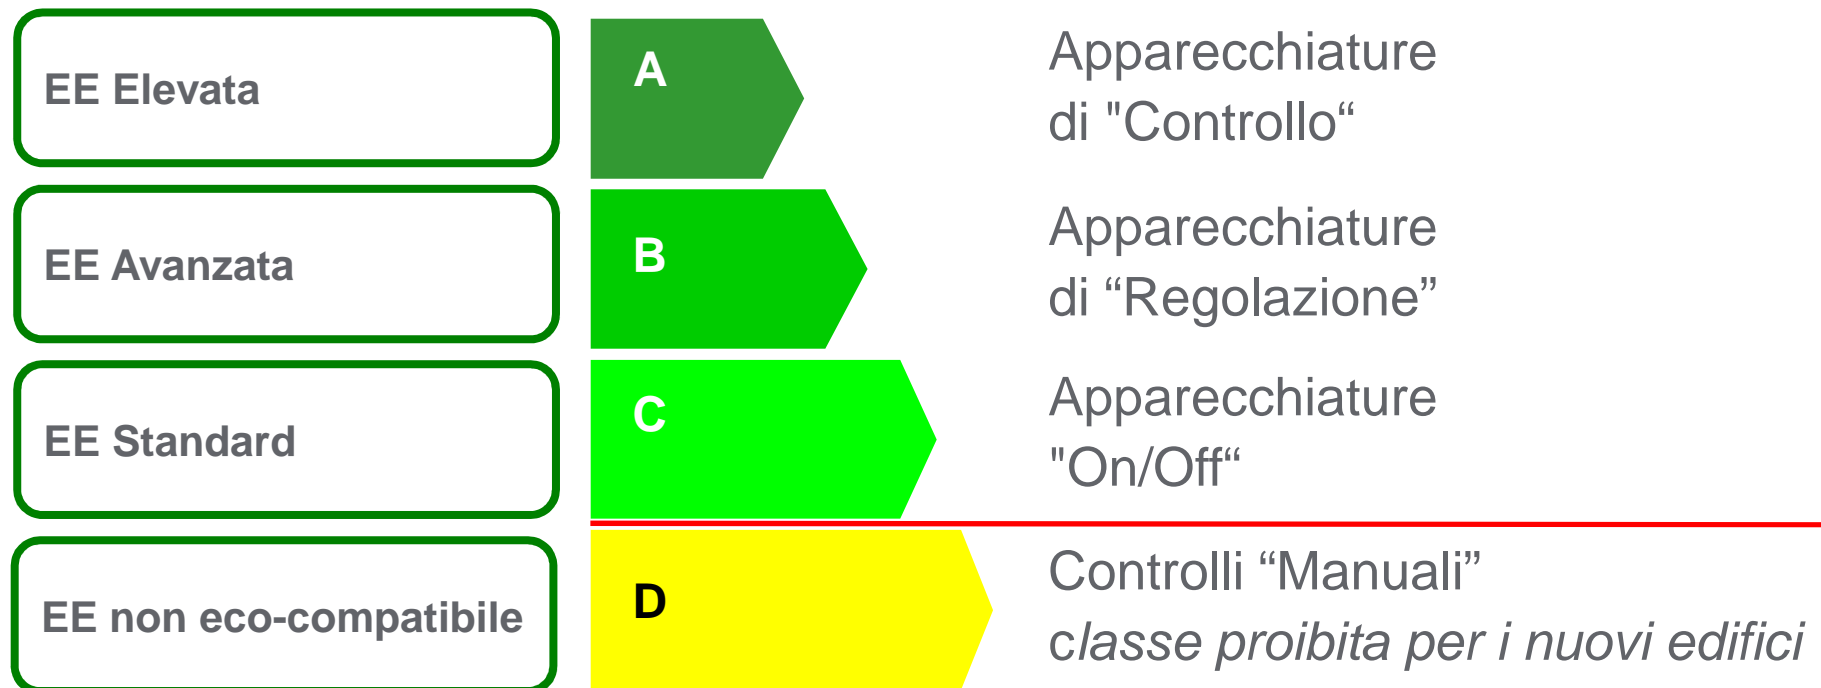 EE Elevata
A
Apparecchiature
di "Controllo“
EE Avanzata
B
Apparecchiature
di “Regolazione”
EE Standard
C
Apparecchiature
"On/Off“
EE non eco-compatibile
D
Controlli “Manuali”
classe proibita per i nuovi edifici